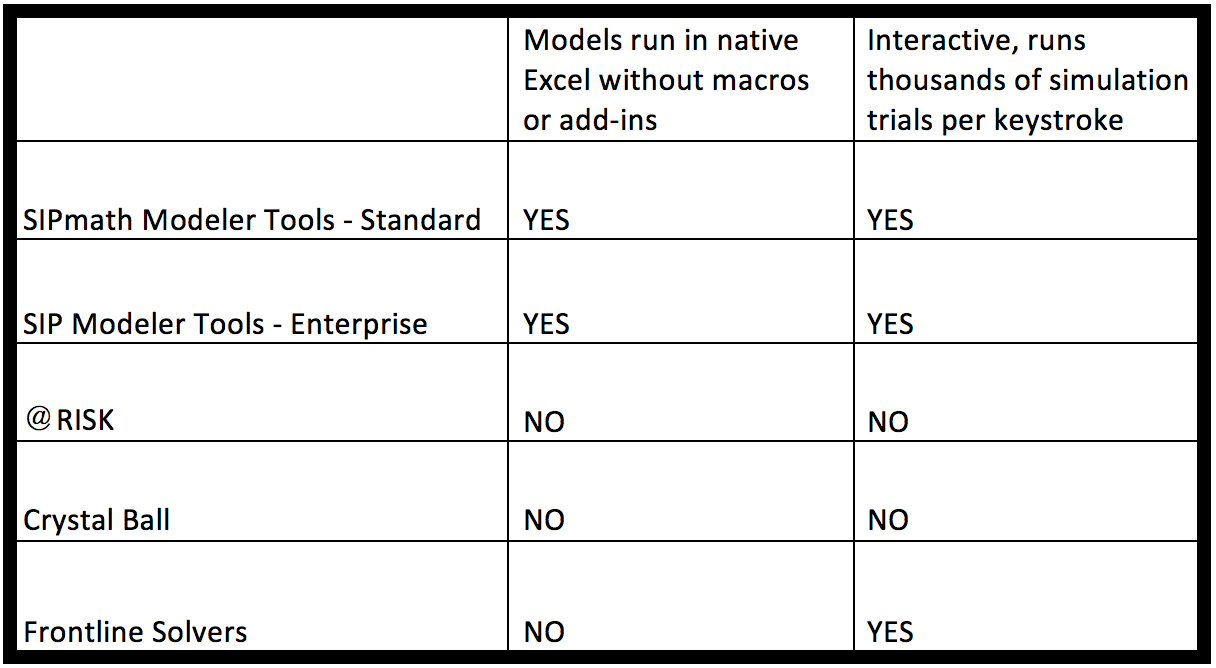 Models run in native
Excel without macros
or add-ins
Interactive, runs
thousands of simulation
trials per keystroke
SIPmath Modeler Tools - Standard
YES
YES
SIP Modeler Tools - Enterprise
YES
YES
@RISK
NO
NO
Crystal Ball
NO
NO
Frontline Solvers
NO
YES